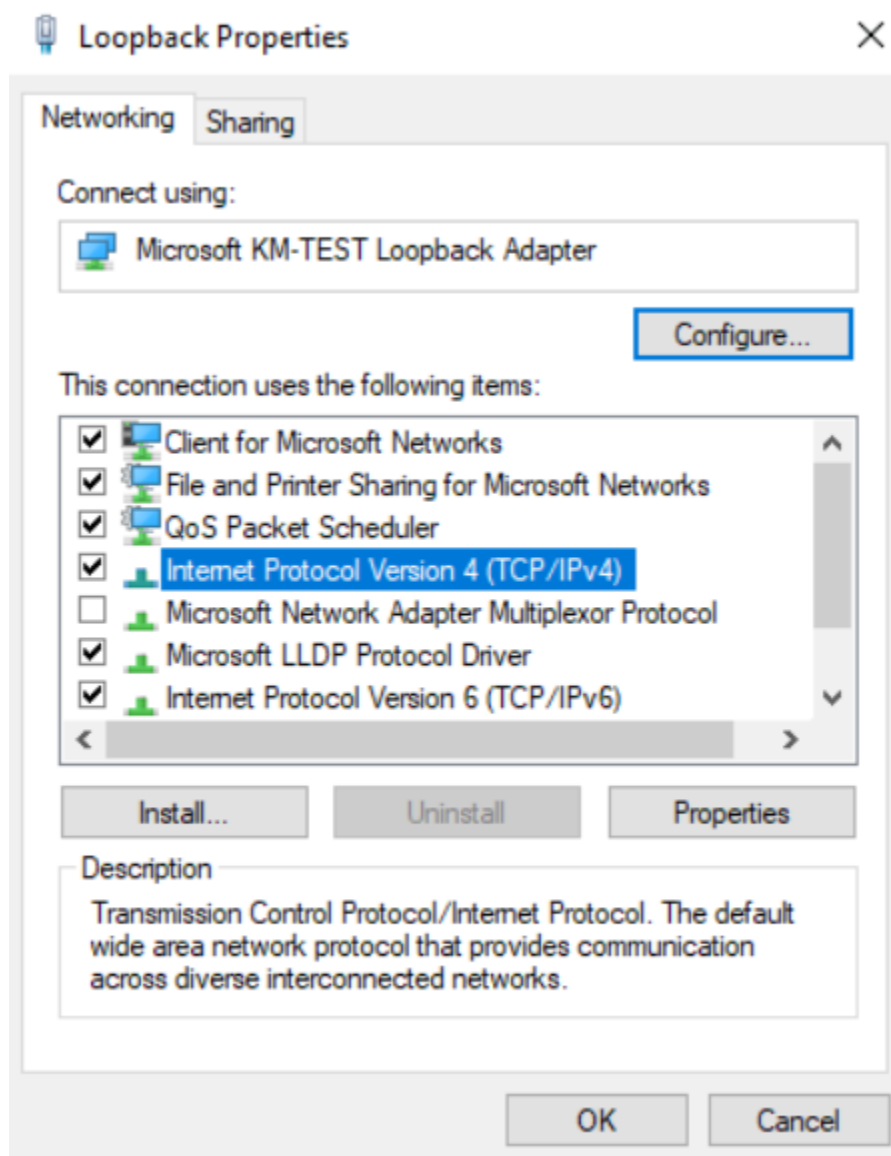 Loopback Properties
Networking
Sharing
Connect using:
Microsoft KM-TEST Loopback Adapter
Configure...
This connection uses the following items:
Client for Microsoft Networks
File and Printer Sharing for Microsoft Networks
QoS Packet Scheduler
Internet Protocol Version 4 (TCP/IPv4)
Microsoft Network Adapter Multiplexor Protocol
Microsoft LLDP Protocol Driver
Internet Protocol Version 6 (TCP/IPv6)
Install...
Uninstall
Properties
Description
Transmission Control Protocol/Internet Protocol. The default
wide area network protocol that provides communication
across diverse interconnected networks.
OK
Cancel